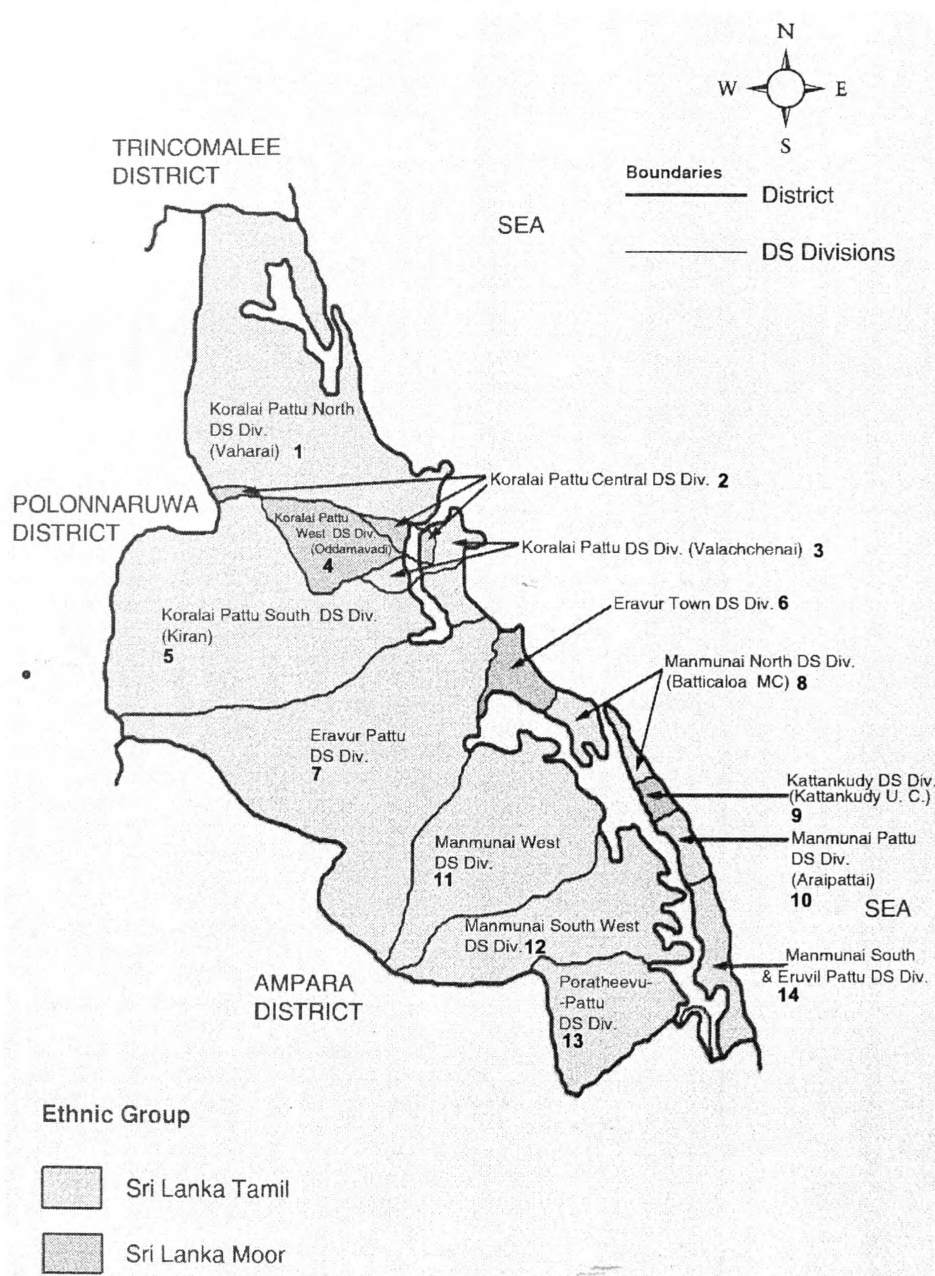 N
W E
S
TRINCOMALEE
DISTRICT
Boundaries
District
SEA
DS Divisions
Koralai Pattu North
DS Div.
(Vaharai) 1
Koralai Pattu Central DS Div. 2
POLONNARUWA
DISTRICT
Koralai Pattu
West DS Div.
(Oddamavadi)
4
Koralai Pattu DS Div. (Valachchenai) 3
Koralai Pattu South DS Div.
(Kiran)
5
Eravur Town DS Div. 6
Manmunai North DS Div.
(Batticaloa MC) 8
Eravur Pattu
DS Div.
7
Kattankudy DS Div.
(Kattankudy U. C.)
9
Manmunai Pattu
DS Div.
(Araipattai)
10
Manmunai West
DS Div.
11
SEA
Manmunai South West
DS Div. 12
Manmunai South
& Eruvil Pattu DS Div.
14
AMPARA
DISTRICT
Poratheevu-
-Pattu
DS Div.
13
Ethnic Group
Sri Lanka Tamil
Sri Lanka Moor